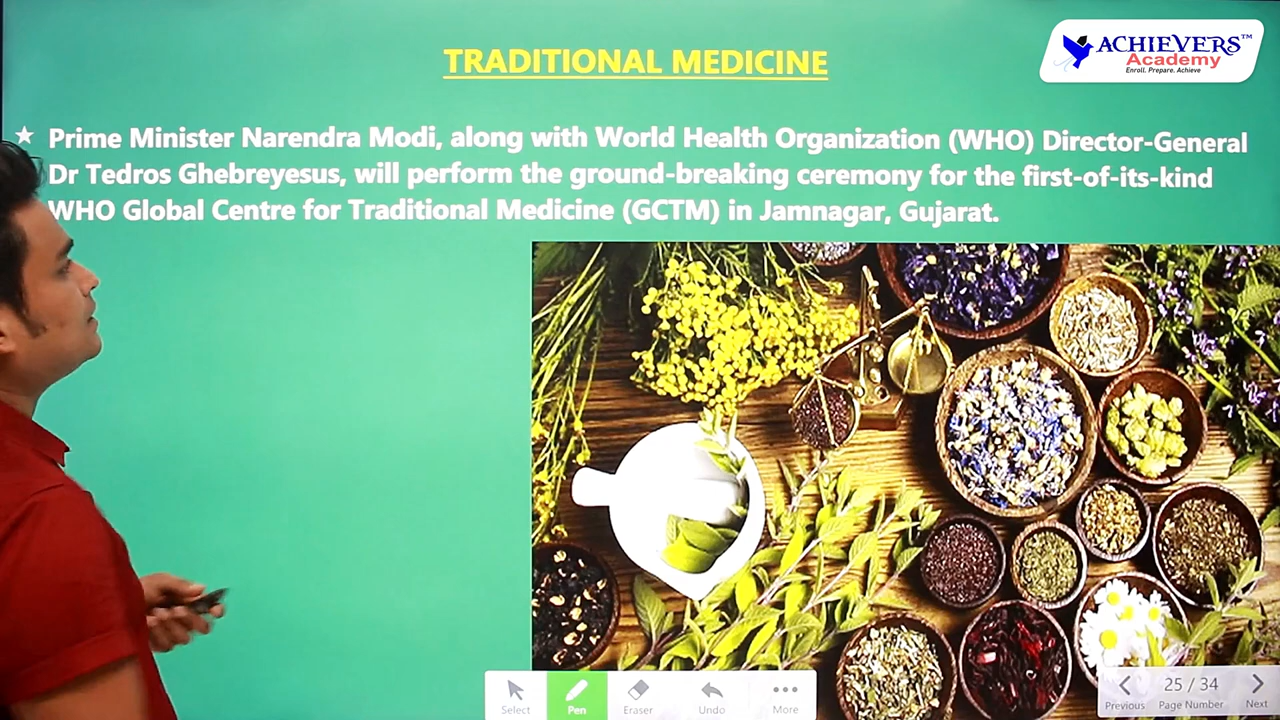 TRADITIONAL MEDICINE
ACHIEVERS™
Academy
Enroll. Prepare. Achieve
Prime Minister Narendra Modi, along with World Health Organization (WHO) Director-General
Dr Tedros Ghebreyesus, will perform the ground-breaking ceremony for the first-of-its-kind
WHO Global Centre for Traditional Medicine (GCTM) in Jamnagar, Gujarat.
Select
Pen
Eraser
Undo
More
Previous
25 / 34
Page Number
Next